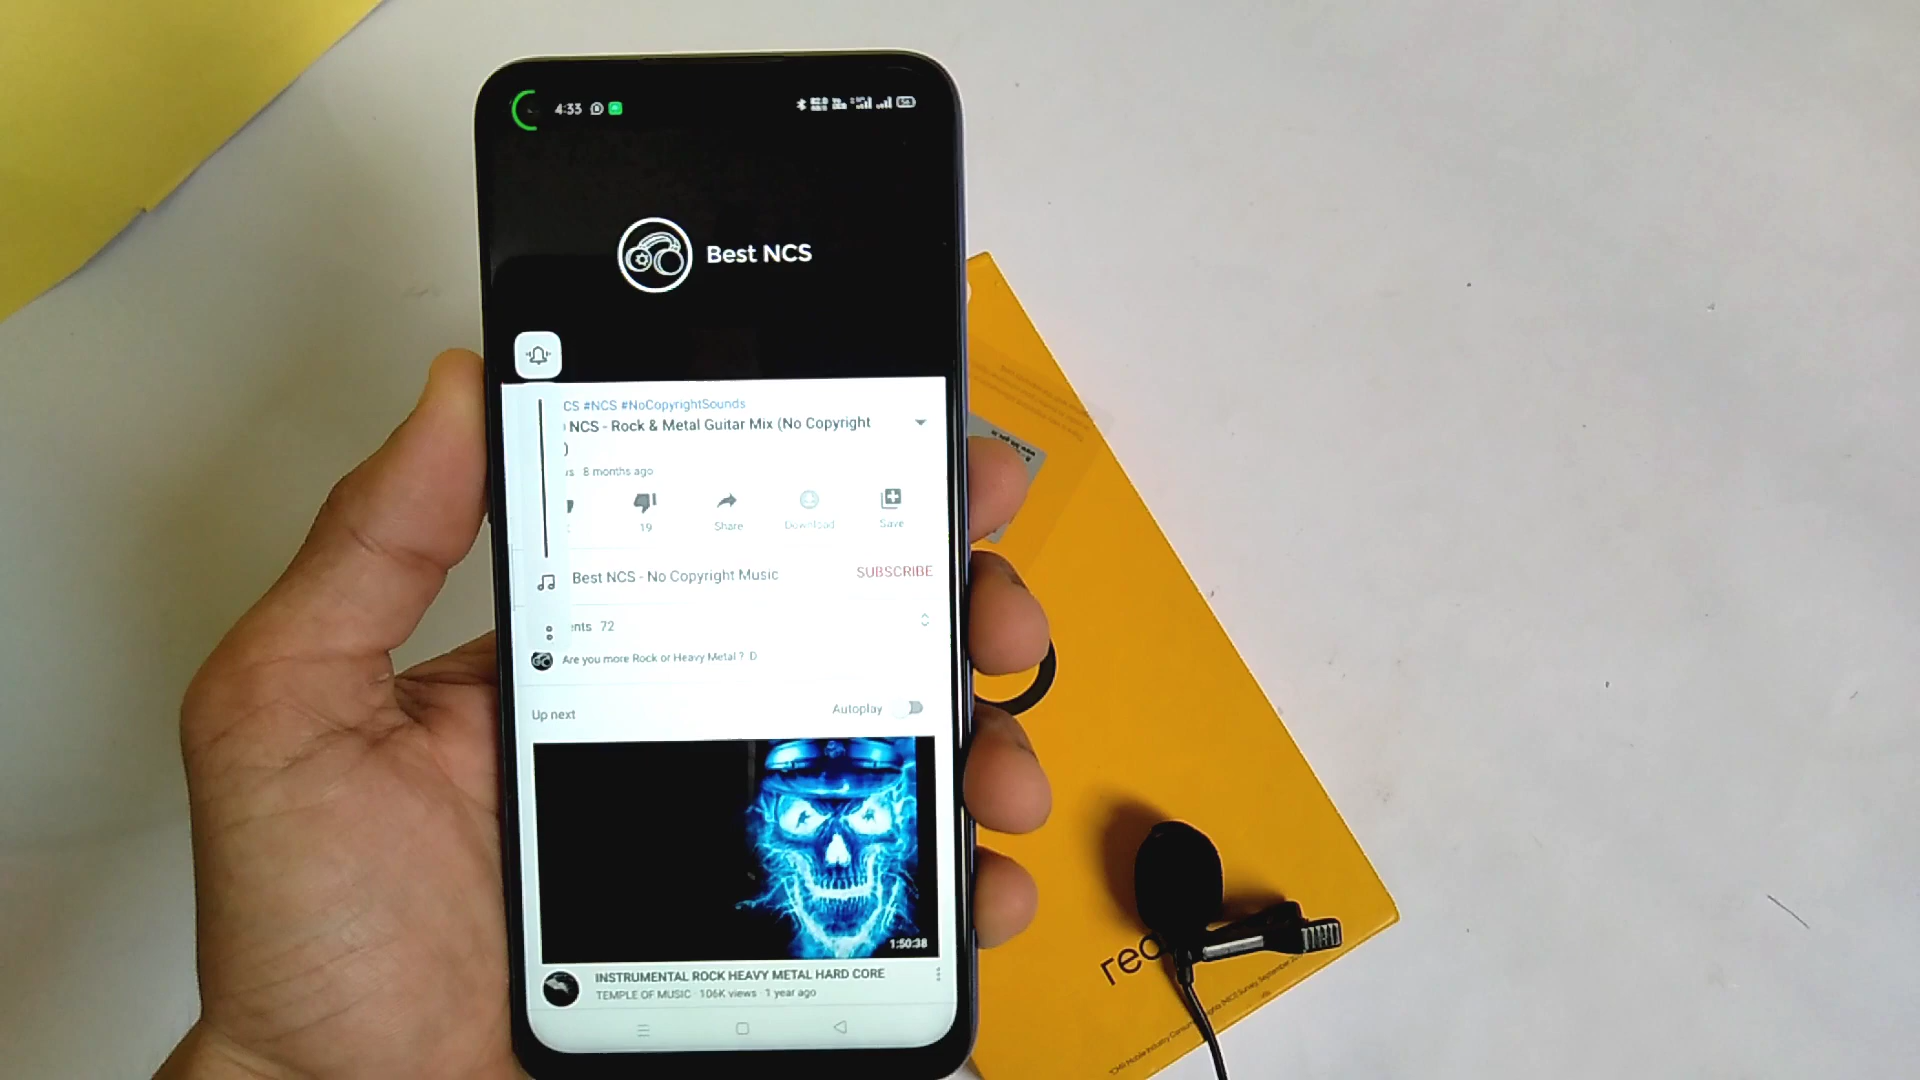 4:33
Best NCS
CS #NCS #NoCopyrightSounds
NCS - Rock & Metal Guitar Mix (No Copyright
)
8 months ago
19
Share
Download
Save
Best NCS - No Copyright Music
SUBSCRIBE
ents 72
Are you more Rock or Heavy Metal ? :D
Up next
Autoplay
1:50:38
INSTRUMENTAL ROCK HEAVY METAL HARD CORE
TEMPLE OF MUSIC · 106K views · 1 year ago